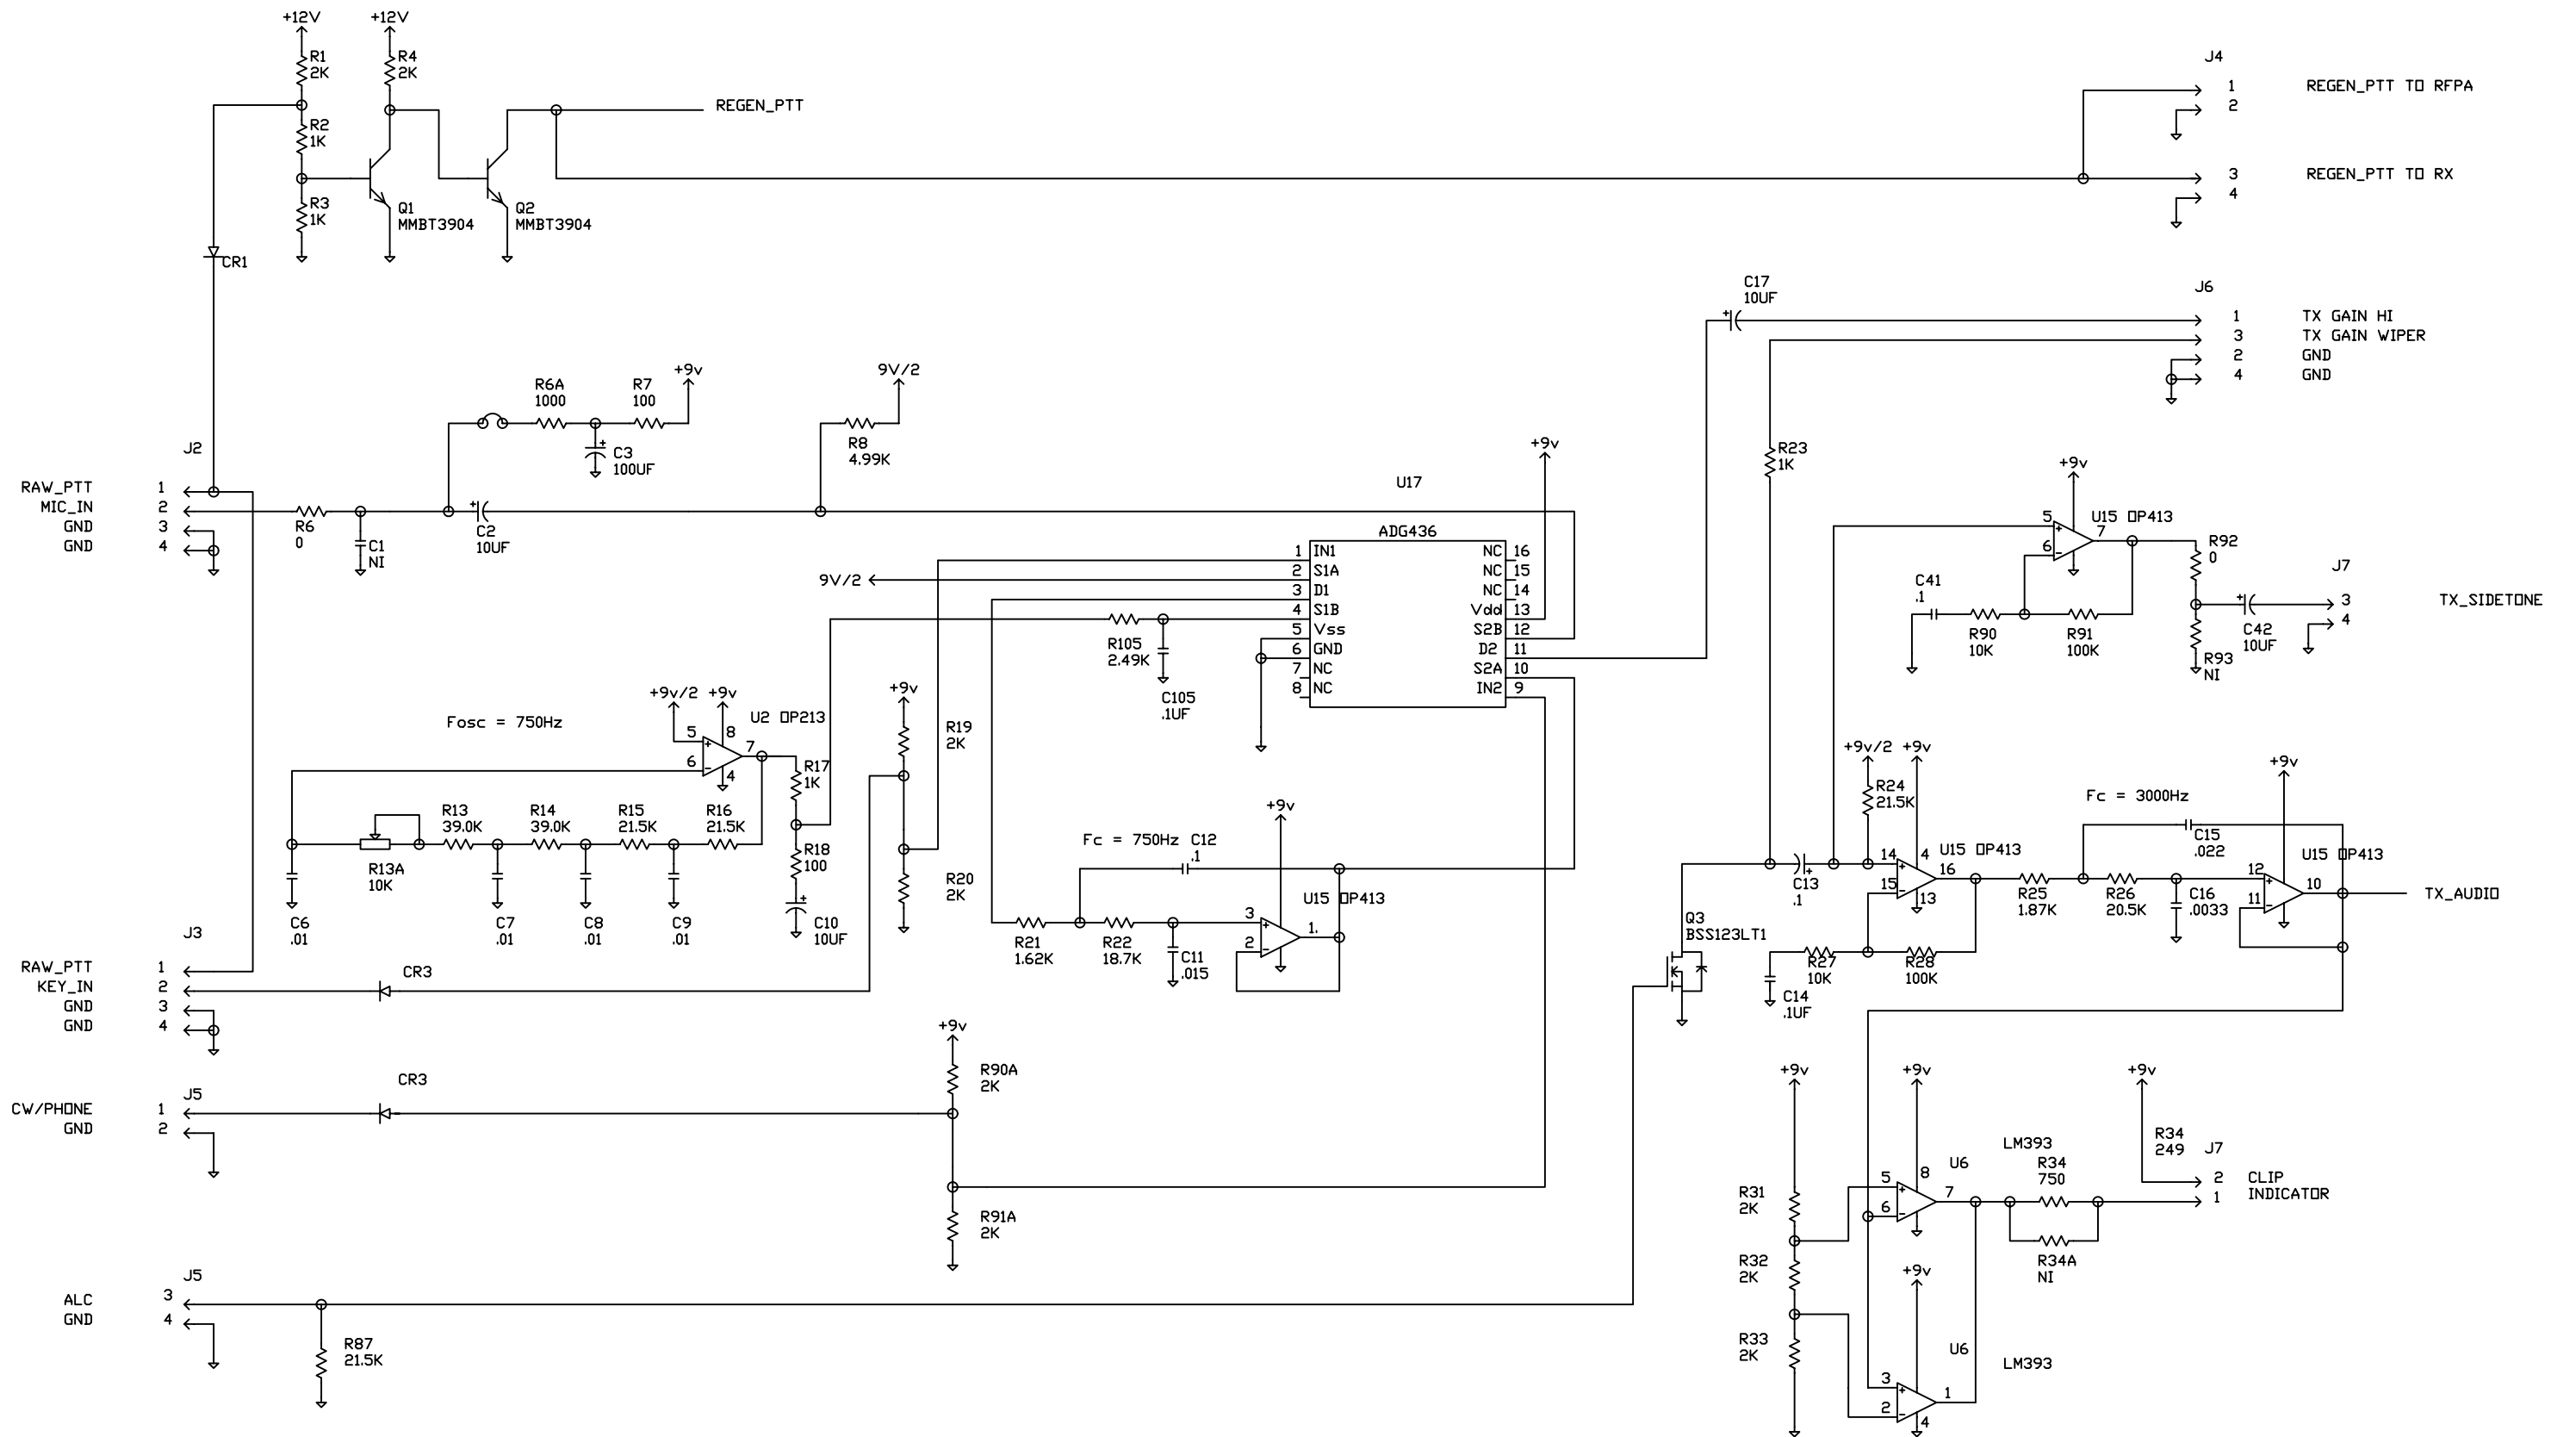 +12V
+12V
R1
2K
R4
2K
R2
1K
R3
1K
REGEN_PTT
Q1
MMBT3904
Q2
MMBT3904
CR1
J4
1
REGEN_PTT TO RFPA
2
3
REGEN_PTT TO RX
4
C17
10UF
J6
1
TX GAIN HI
3
TX GAIN WIPER
2
GND
4
GND
R6A
1000
R7
100
+9v
9V/2
C3
100UF
R8
4.99K
J2
RAW_PTT 1
MIC_IN 2
GND 3
GND 4
R6
0
C1
NI
C2
10UF
+9v
U17
ADG436
1 IN1
2 S1A
3 D1
4 S1B
5 Vss
6 GND
7 NC
8 NC
NC 16
NC 15
NC 14
Vdd 13
S2B 12
D2 11
S2A 10
IN2 9
9V/2
R105
2.49K
C105
.1UF
R23
1K
+9v
5
6
7
U15 OP413
R92
0
C41
.1
R90
10K
R91
100K
R93
NI
C42
10UF
J7
3
TX_SIDETONE
4
Fosc = 750Hz
+9v/2
+9v
5
6
8
7
4
U2 OP213
R17
1K
R18
100
C10
10UF
R13A
10K
R13
39.0K
R14
39.0K
R15
21.5K
R16
21.5K
C6
.01
C7
.01
C8
.01
C9
.01
+9v
R19
2K
R20
2K
Fc = 750Hz
C12
.1
+9v
U15 OP413
3
2
1.
R21
1.62K
R22
18.7K
C11
.015
+9v/2
+9v
R24
21.5K
14
15
4
16
13
U15 OP413
C13
.1
Q3
BSS123LT1
R27
10K
R28
100K
C14
.1UF
R25
1.87K
R26
20.5K
Fc = 3000Hz
C15
.022
C16
.0033
+9v
12
11
10
U15 OP413
TX_AUDIO
J3
RAW_PTT 1
KEY_IN 2
GND 3
GND 4
CR3
J5
CW/PHONE 1
GND 2
CR3
+9v
R90A
2K
R91A
2K
J5
ALC 3
GND 4
R87
21.5K
+9v
+9v
+9v
R31
2K
R32
2K
R33
2K
5
6
8
7
U6
LM393
R34
750
R34A
NI
R34
249
J7
2
CLIP
INDICATOR
1
+9v
U6
LM393
3
2
1
4